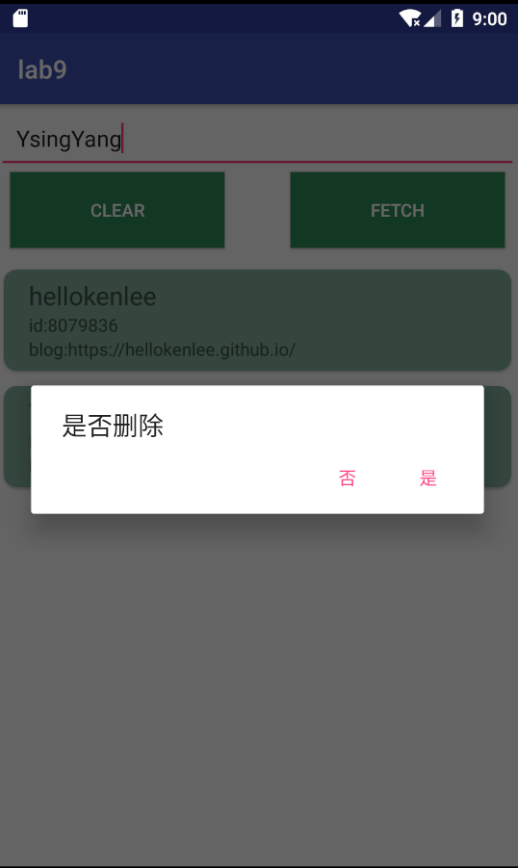 9:00
lab9
YsingYang
CLEAR FETCH
hellokenlee
id:8079836
blog:https://hellokenlee.github.io/
是否删除
否 是